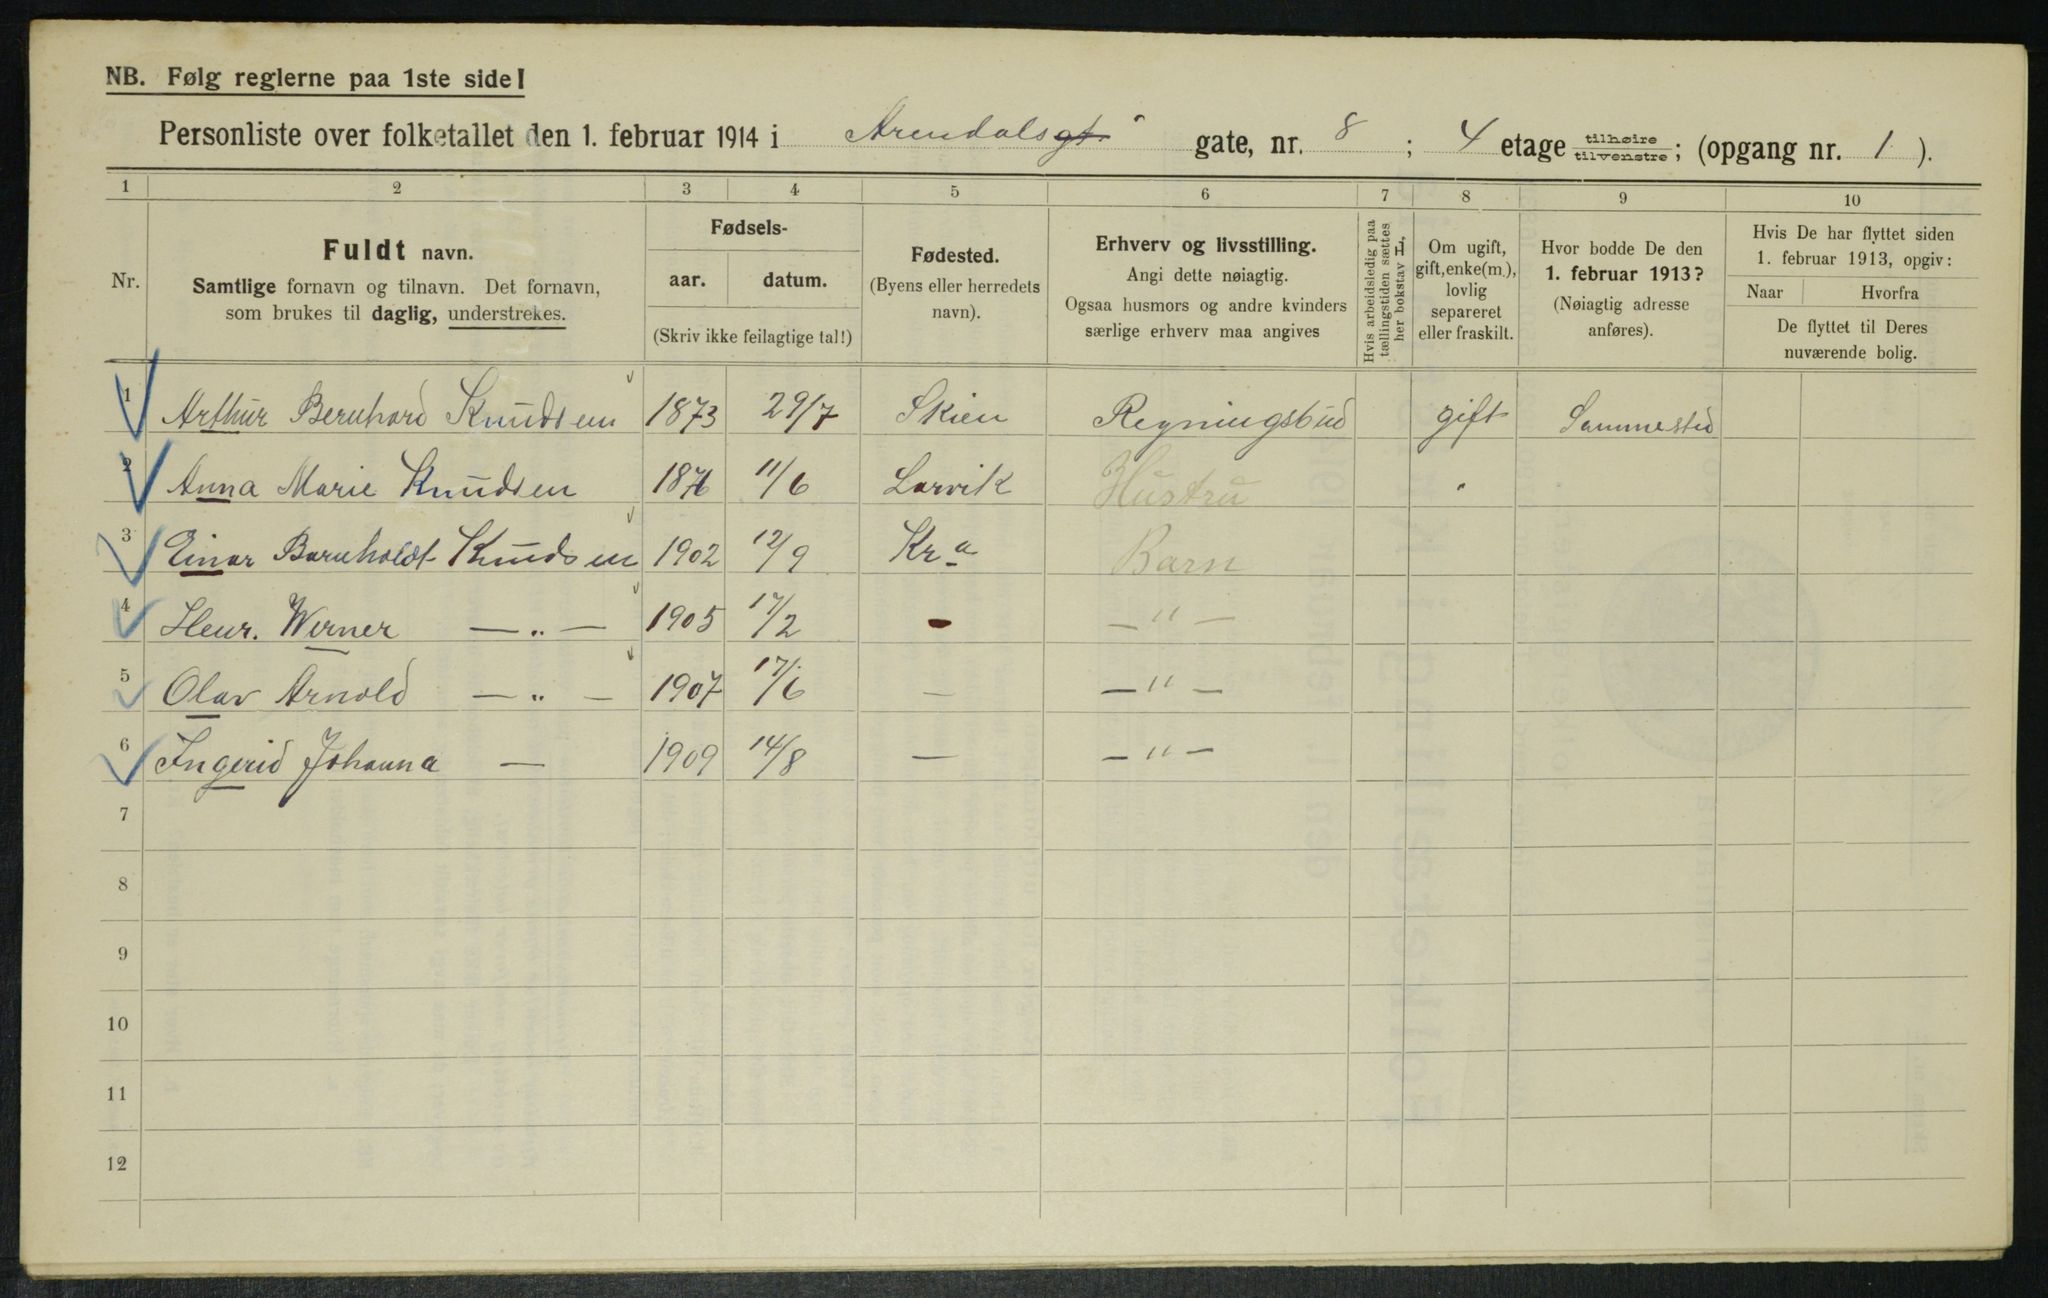 NB. Følg reglerne paa 1ste side!
Personliste over folketallet den 1. februar 1914 i Arendalsgt. gate, nr. 8 ; 4 etage tilhøire/tilvenstre; (opgang nr. 1 ).
1 2 3 4 5 6 7 8 9 10
Nr.
Fuldt navn.
Samtlige fornavn og tilnavn. Det fornavn,
som brukes til daglig, understrekes.
Fødsels-
aar. datum.
(Skriv ikke feilagtige tal!)
Fødested.
(Byens eller herredets
navn).
Erhverv og livsstilling.
Angi dette nøiagtig.
Ogsaa husmors og andre kvinders
særlige erhverv maa angives
Hvis arbeidsledig paa
tællingstiden sættes
her bokstav H.
Om ugift,
gift, enke(m.),
lovlig
separeret
eller fraskilt.
Hvor bodde De den
1. februar 1913?
(Nøiagtig adresse
anføres).
Hvis De har flyttet siden
1. februar 1913, opgiv:
Naar Hvorfra
De flyttet til Deres
nuværende bolig.
1 Arthur Bernhard Knudsen 1873 29/7 Skien Regningsbud gift Sammested
2 Anna Marie Knudsen 1876 11/6 Larvik Hustru "
3 Einar Barnholdt Knudsen 1902 12/9 Kra Barn
4 Henr. Werner — „ — 1905 17/2 - — " —
5 Olav Arnold — „ — 1907 17/6 — — " —
6 Ingerid Johanna — 1909 14/8 — — " —
7
8
9
10
11
12